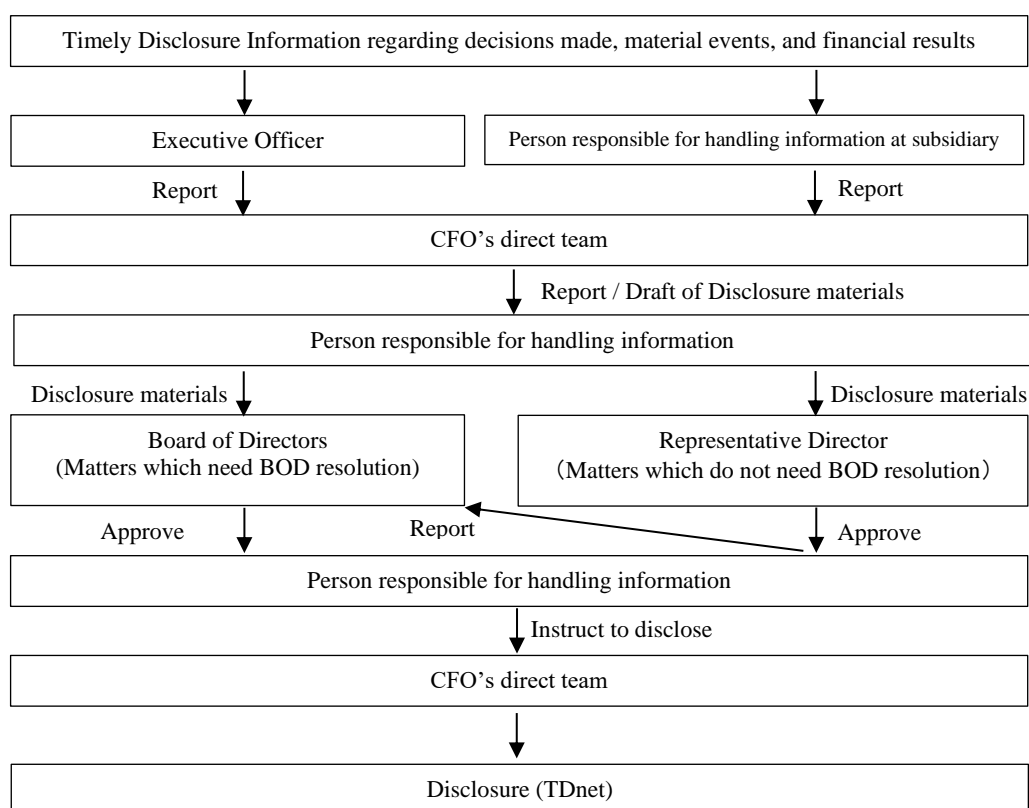 Timely Disclosure Information regarding decisions made, material events, and financial results
Executive Officer
Person responsible for handling information at subsidiary
Report
Report
CFO’s direct team
Report / Draft of Disclosure materials
Person responsible for handling information
Disclosure materials
Disclosure materials
Board of Directors
(Matters which need BOD resolution)
Representative Director
（Matters which do not need BOD resolution）
Approve
Report
Approve
Person responsible for handling information
Instruct to disclose
CFO’s direct team
Disclosure (TDnet)